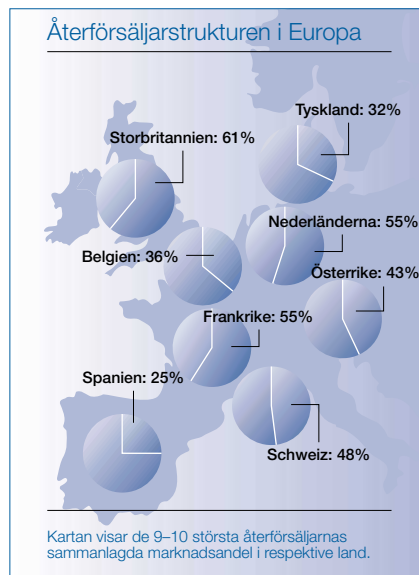 Återförsäljarstrukturen i Europa
Tyskland: 32%
Storbritannien: 61%
Nederländerna: 55%
Belgien: 36%
Österrike: 43%
Frankrike: 55%
Spanien: 25%
Schweiz: 48%
Kartan visar de 9–10 största återförsäljarnas
sammanlagda marknadsandel i respektive land.